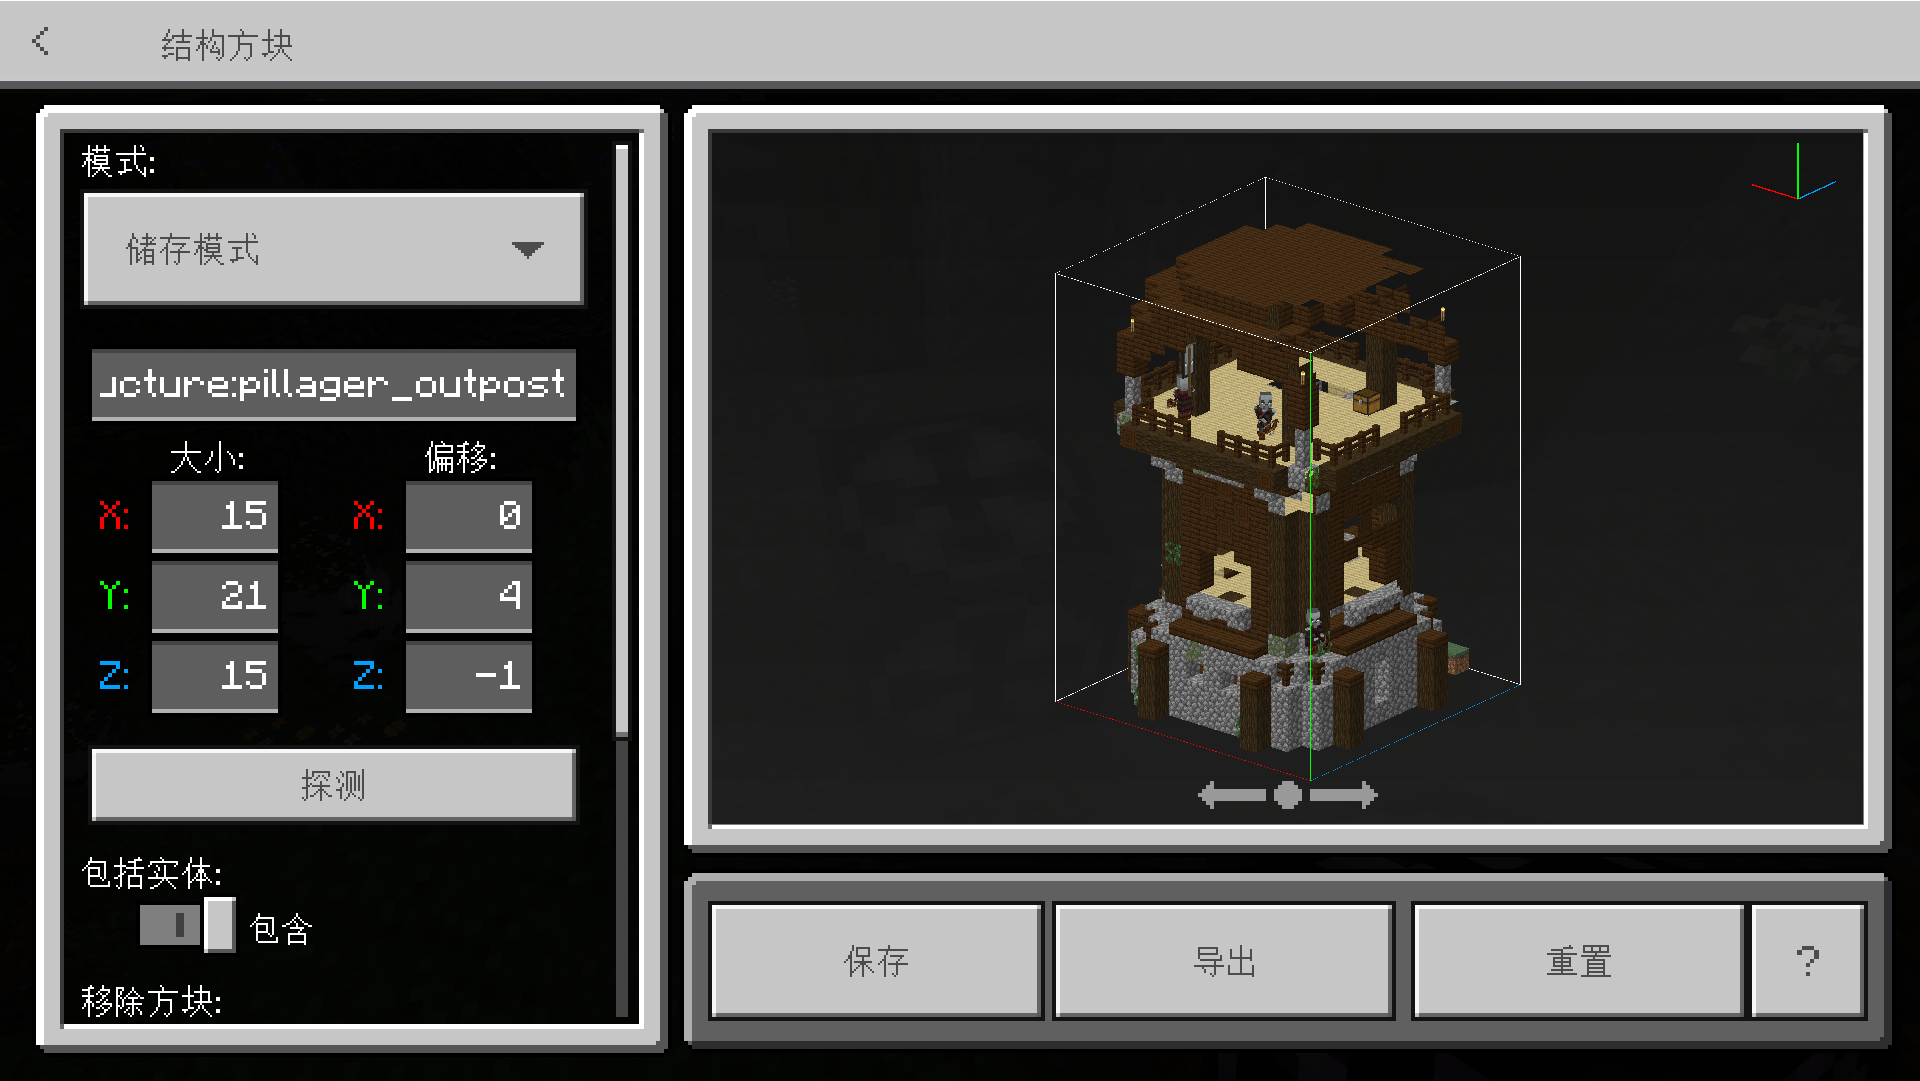 结构方块
模式:
储存模式
ucture:pillager_outpost
大小: 偏移:
X: 15 X: 0
Y: 21 Y: 4
Z: 15 Z: -1
探测
包括实体:
包含
移除方块:
保存 导出 重置 ?